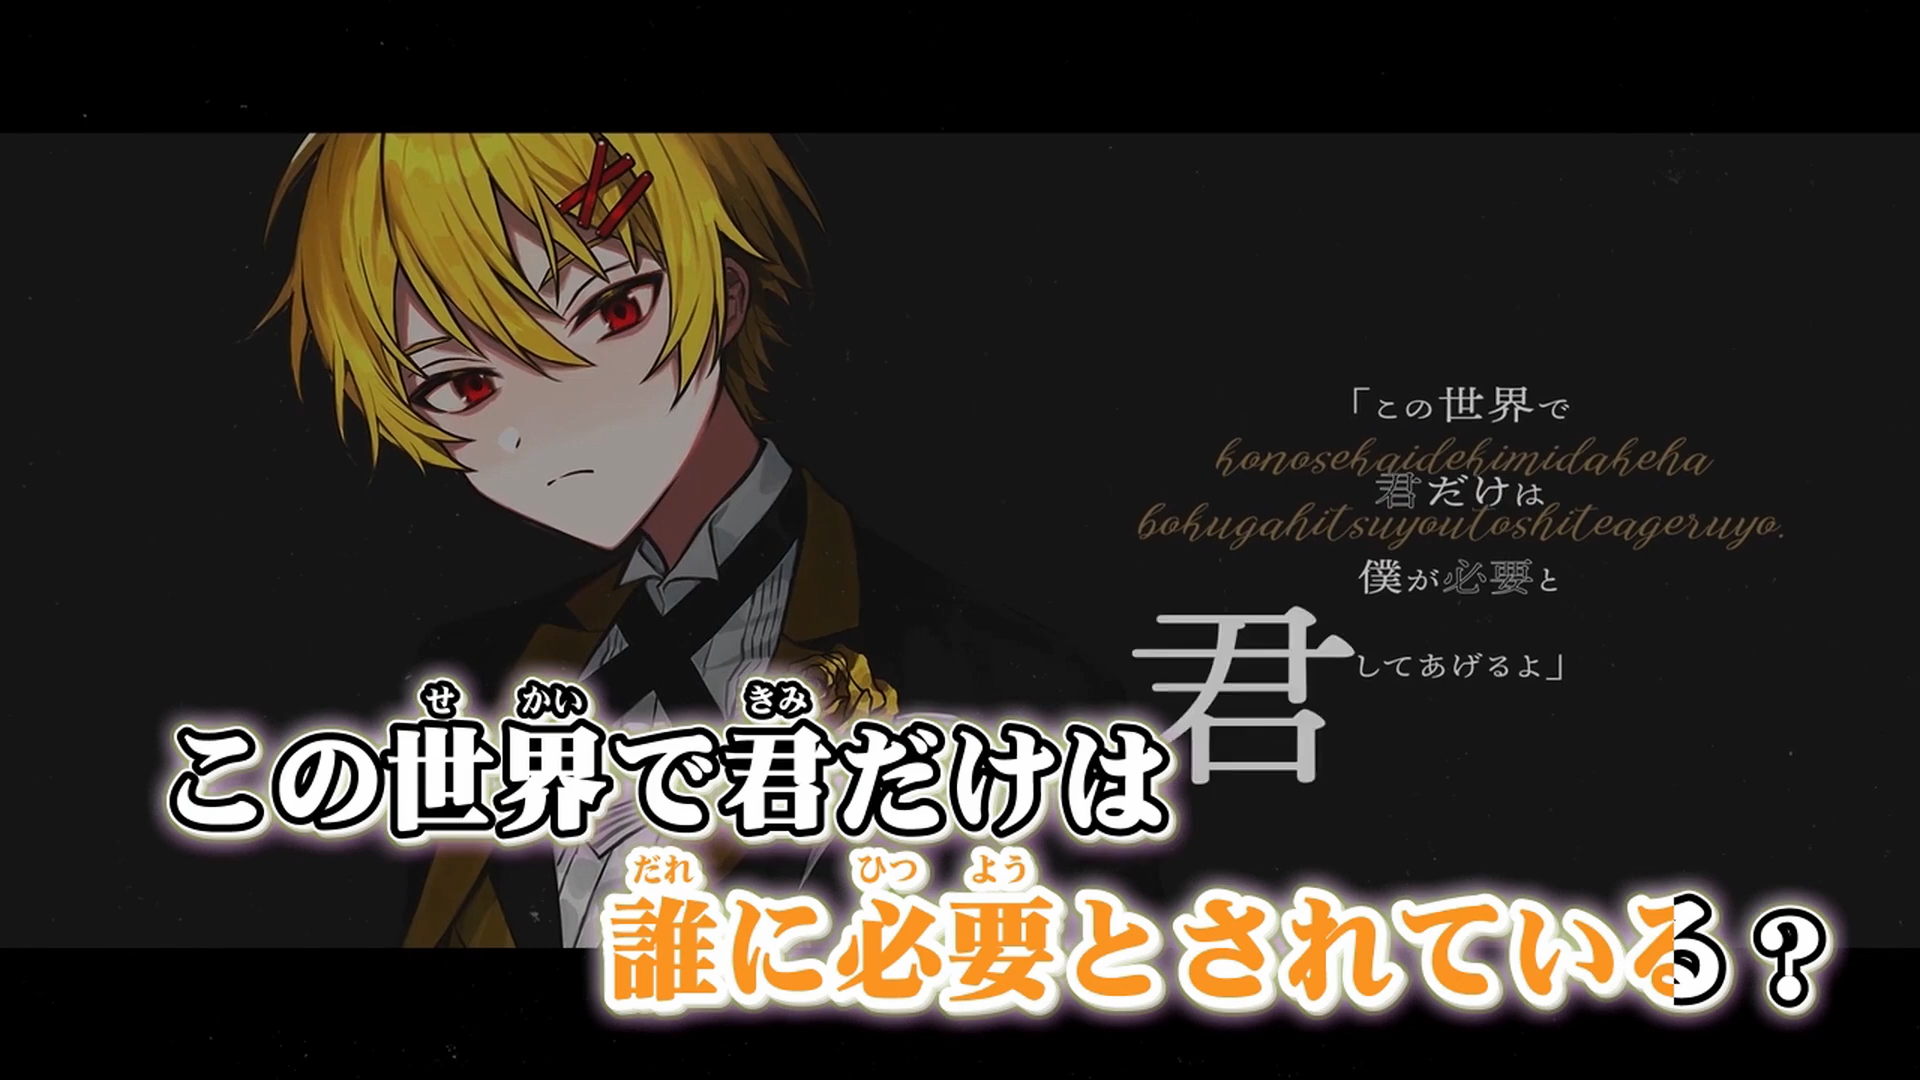 「この世界で
konosekaidekimidakeha
君だけは
bokugahitsuyoutoshiteageruyo.
僕が必要と
してあげるよ」
君
せ かい きみ
この世界で君だけは
だれ ひつ よう
誰に必要とされている？